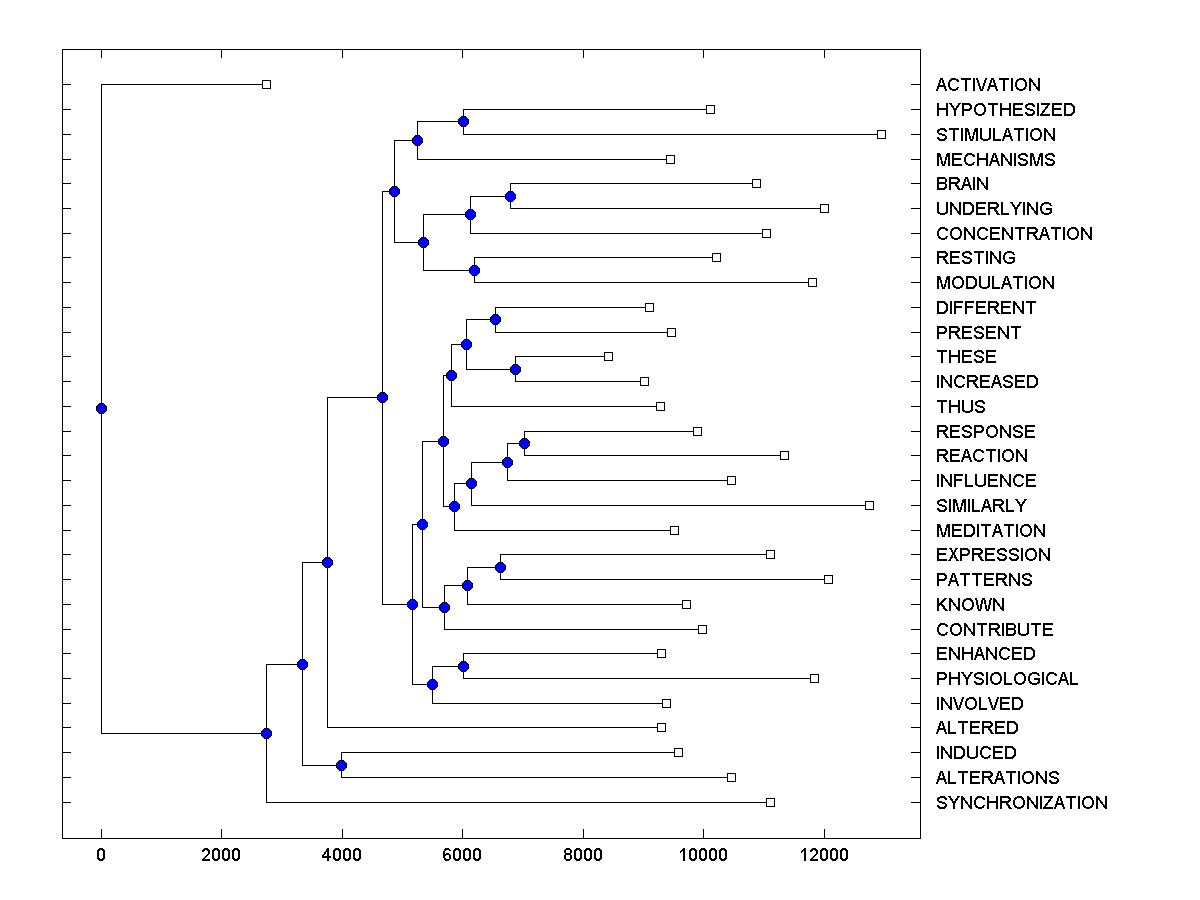 ACTIVATION
HYPOTHESIZED
STIMULATION
MECHANISMS
BRAIN
UNDERLYING
CONCENTRATION
RESTING
MODULATION
DIFFERENT
PRESENT
THESE
INCREASED
THUS
RESPONSE
REACTION
INFLUENCE
SIMILARLY
MEDITATION
EXPRESSION
PATTERNS
KNOWN
CONTRIBUTE
ENHANCED
PHYSIOLOGICAL
INVOLVED
ALTERED
INDUCED
ALTERATIONS
SYNCHRONIZATION
0 2000 4000 6000 8000 10000 12000